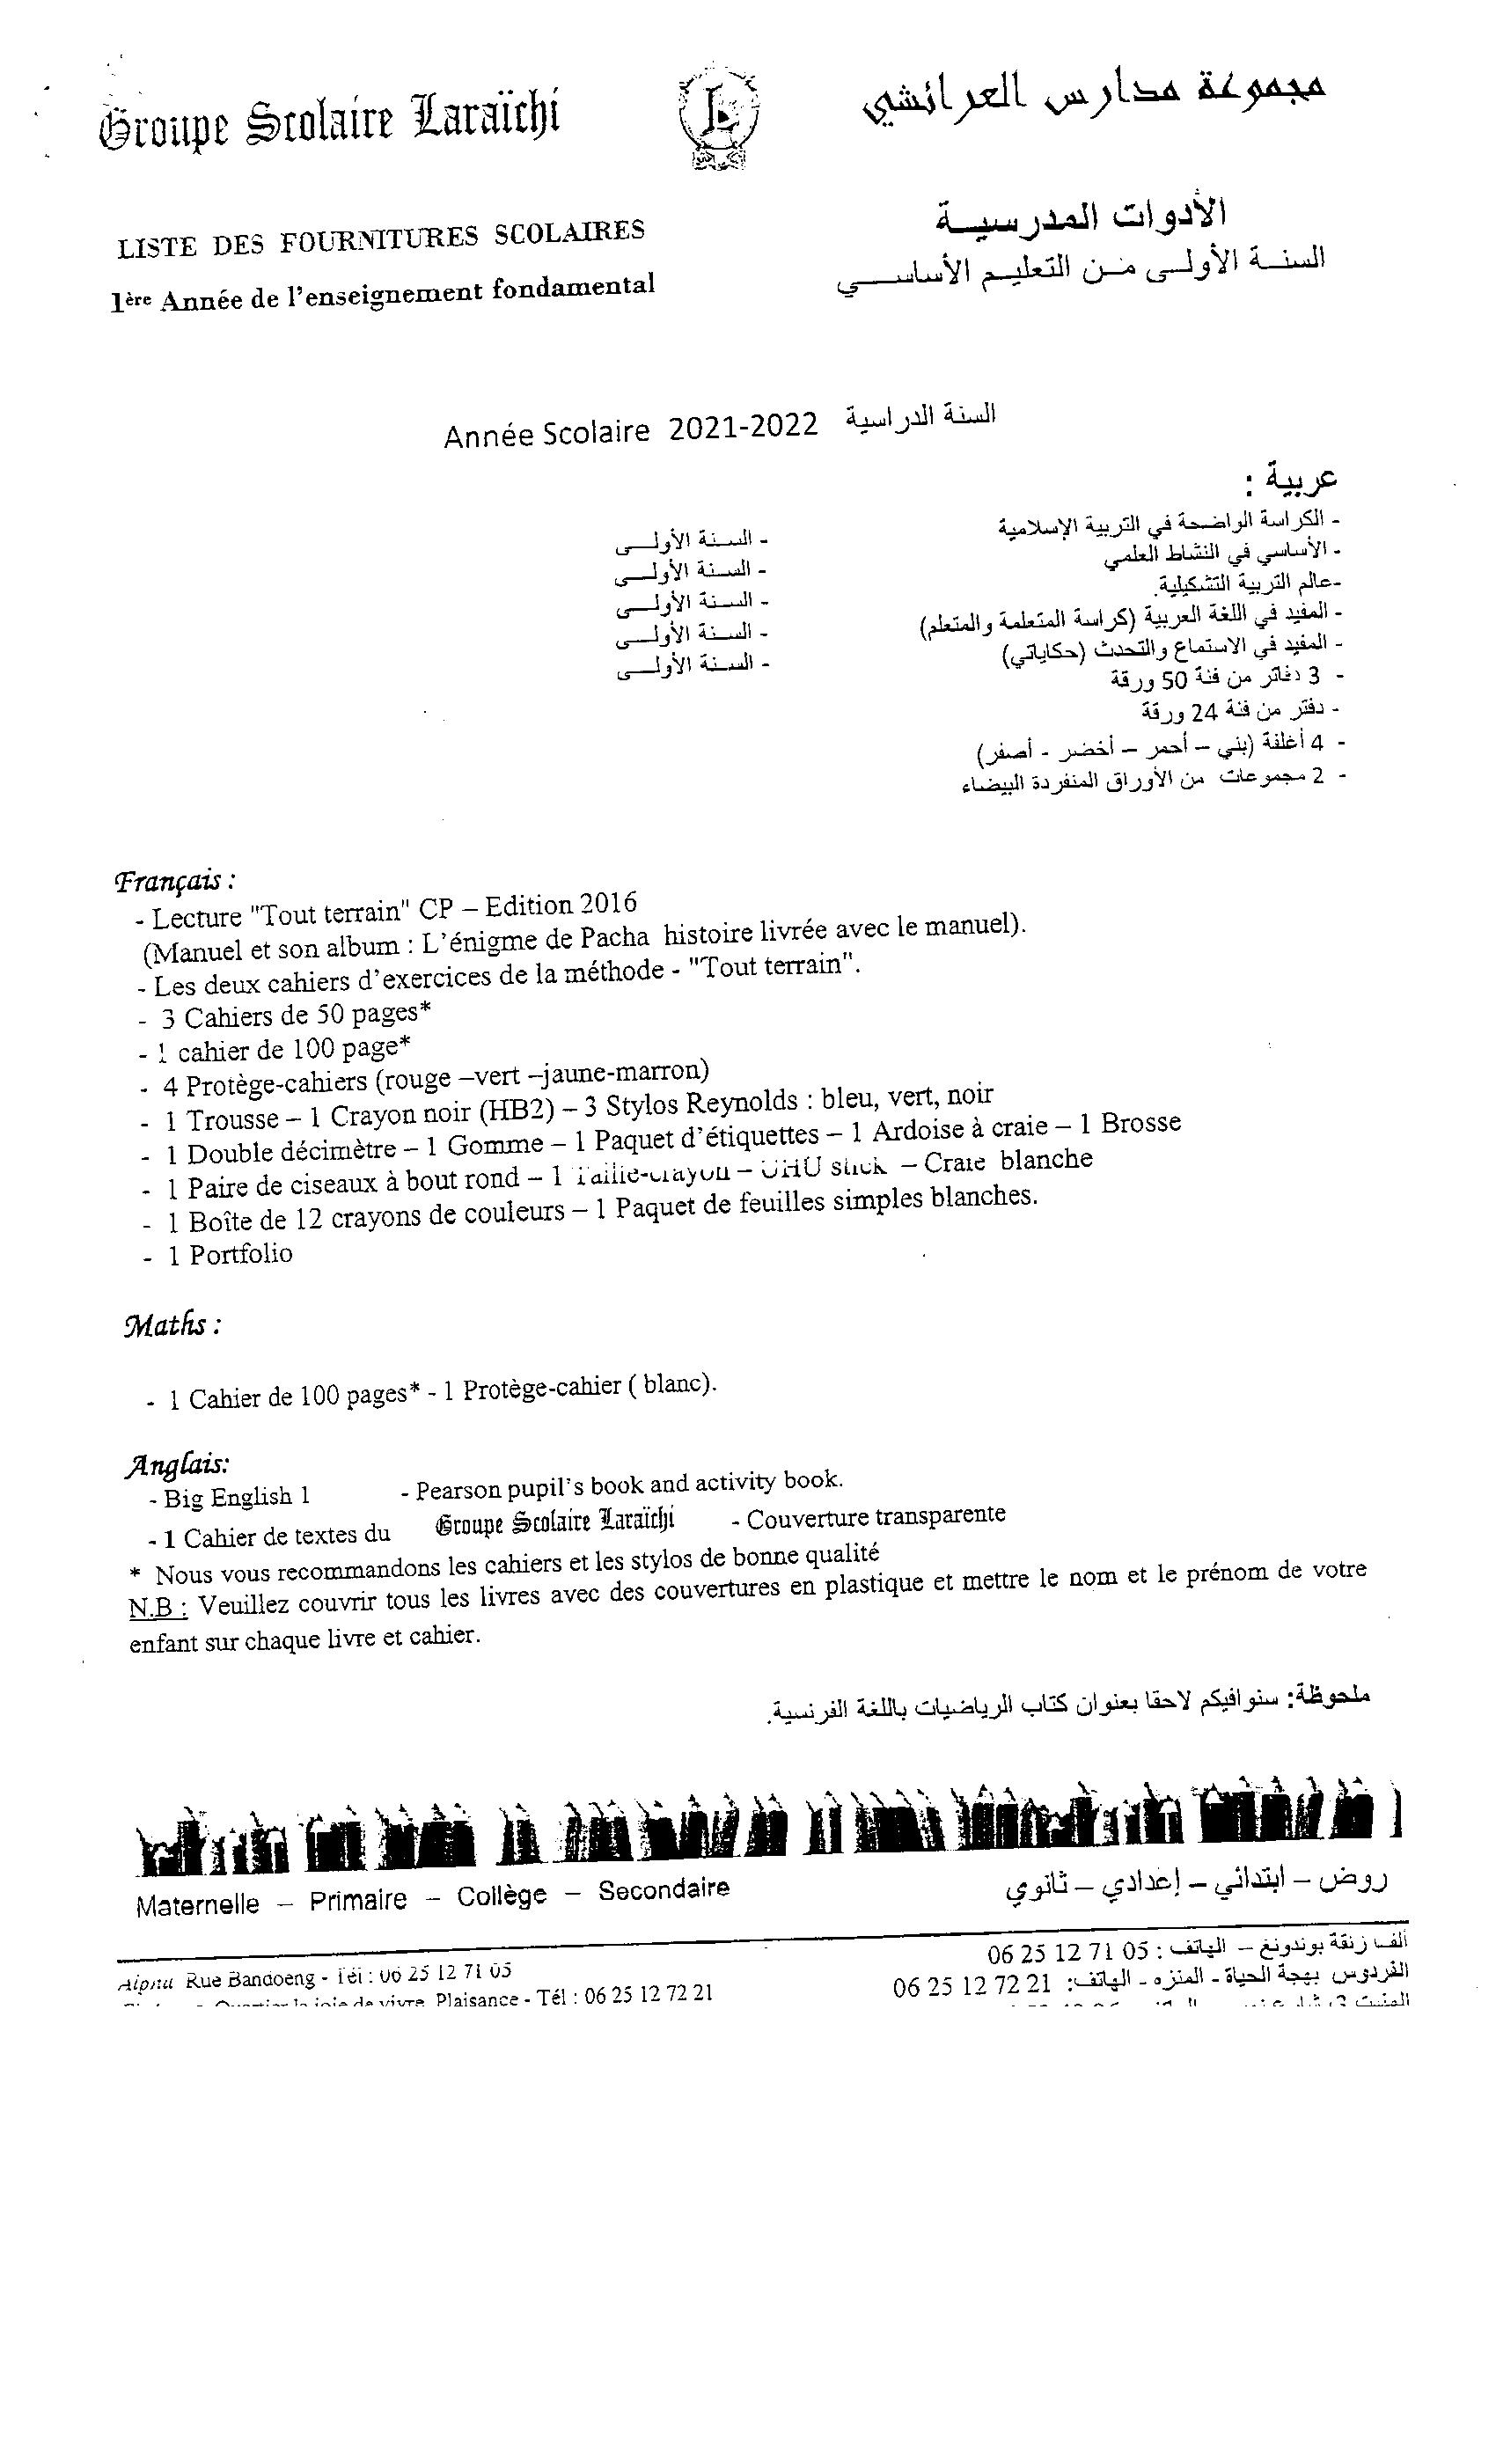 Groupe Scolaire Laraïchi
مجموعة مدارس العرائشي
LISTE DES FOURNITURES SCOLAIRES
1ère Année de l'enseignement fondamental
الأدوات المدرسيـــة
السنــة الأولــى مــن التعليــم الأساســـي
Année Scolaire 2021-2022 السنة الدراسية
عربية :
- الكراسة الواضحة في التربية الإسلامية - السـنة الأولـــى
- الأساسي في النشاط العلمي - السـنة الأولـــى
-عالم التربية التشكيلية. - السـنة الأولـــى
- المفيد في اللغة العربية (كراسة المتعلمة والمتعلم) - السـنة الأولـــى
- المفيد في الاستماع والتحدث (حكاياتي) - السـنة الأولـــى
- 3 دفاتر من فئة 50 ورقة
- دفتر من فئة 24 ورقة
- 4 أغلفة (بني – أحمر – أخضر - أصفر)
- 2 مجموعات من الأوراق المنفردة البيضاء
Français :
- Lecture "Tout terrain" CP – Edition 2016
(Manuel et son album : L'énigme de Pacha histoire livrée avec le manuel).
- Les deux cahiers d'exercices de la méthode - "Tout terrain".
- 3 Cahiers de 50 pages*
- 1 cahier de 100 page*
- 4 Protège-cahiers (rouge –vert –jaune-marron)
- 1 Trousse – 1 Crayon noir (HB2) – 3 Stylos Reynolds : bleu, vert, noir
- 1 Double décimètre – 1 Gomme – 1 Paquet d'étiquettes – 1 Ardoise à craie – 1 Brosse
- 1 Paire de ciseaux à bout rond – 1 Taille-crayon – UHU stick – Craie blanche
- 1 Boîte de 12 crayons de couleurs – 1 Paquet de feuilles simples blanches.
- 1 Portfolio
Maths :
- 1 Cahier de 100 pages* - 1 Protège-cahier ( blanc).
Anglais:
- Big English 1 - Pearson pupil's book and activity book.
- 1 Cahier de textes du Groupe Scolaire Laraïchi - Couverture transparente
* Nous vous recommandons les cahiers et les stylos de bonne qualité
N.B : Veuillez couvrir tous les livres avec des couvertures en plastique et mettre le nom et le prénom de votre
enfant sur chaque livre et cahier.
ملحوظة: سنوافيكم لاحقا بعنوان كتاب الرياضيات باللغة الفرنسية.
Maternelle – Primaire – Collège – Secondaire
روض – ابتدائي – إعدادي – ثانوي
Alpha Rue Bandoeng - Tél : 06 25 12 71 05
ألف زنقة بوندونغ – الهاتف : 05 71 12 25 06
Quartier la joie de vivre, Plaisance - Tél : 06 25 12 72 21
الفردوس بهجة الحياة - المنزه - الهاتف: 21 72 12 25 06